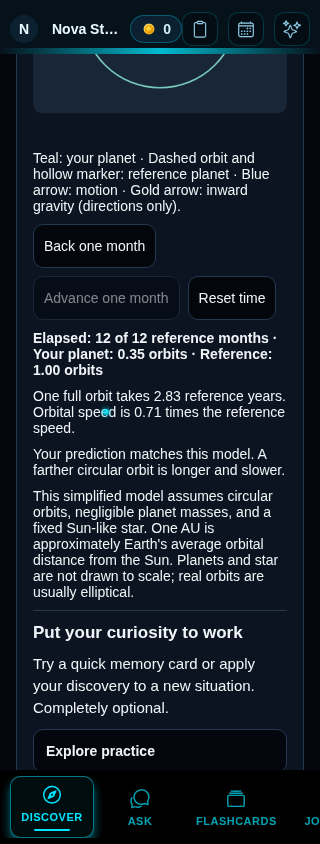 N
Nova St…
0
Teal: your planet · Dashed orbit and
hollow marker: reference planet · Blue
arrow: motion · Gold arrow: inward
gravity (directions only).
Back one month
Advance one month
Reset time
Elapsed: 12 of 12 reference months ·
Your planet: 0.35 orbits · Reference:
1.00 orbits
One full orbit takes 2.83 reference years.
Orbital speed is 0.71 times the reference
speed.
Your prediction matches this model. A
farther circular orbit is longer and slower.
This simplified model assumes circular
orbits, negligible planet masses, and a
fixed Sun-like star. One AU is
approximately Earth's average orbital
distance from the Sun. Planets and star
are not drawn to scale; real orbits are
usually elliptical.
Put your curiosity to work
Try a quick memory card or apply
your discovery to a new situation.
Completely optional.
Explore practice
DISCOVER
ASK
FLASHCARDS
JO